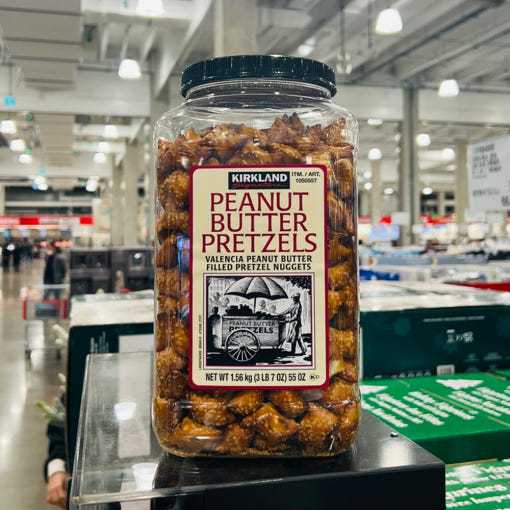 KIRKLAND
Signature
ITM. / ART.
1050557
PEANUT
BUTTER
PRETZELS
VALENCIA PEANUT BUTTER
FILLED PRETZEL NUGGETS
PEANUT BUTTER
PRETZELS
NET WT 1.56 kg (3 LB 7 OZ) 55 OZ